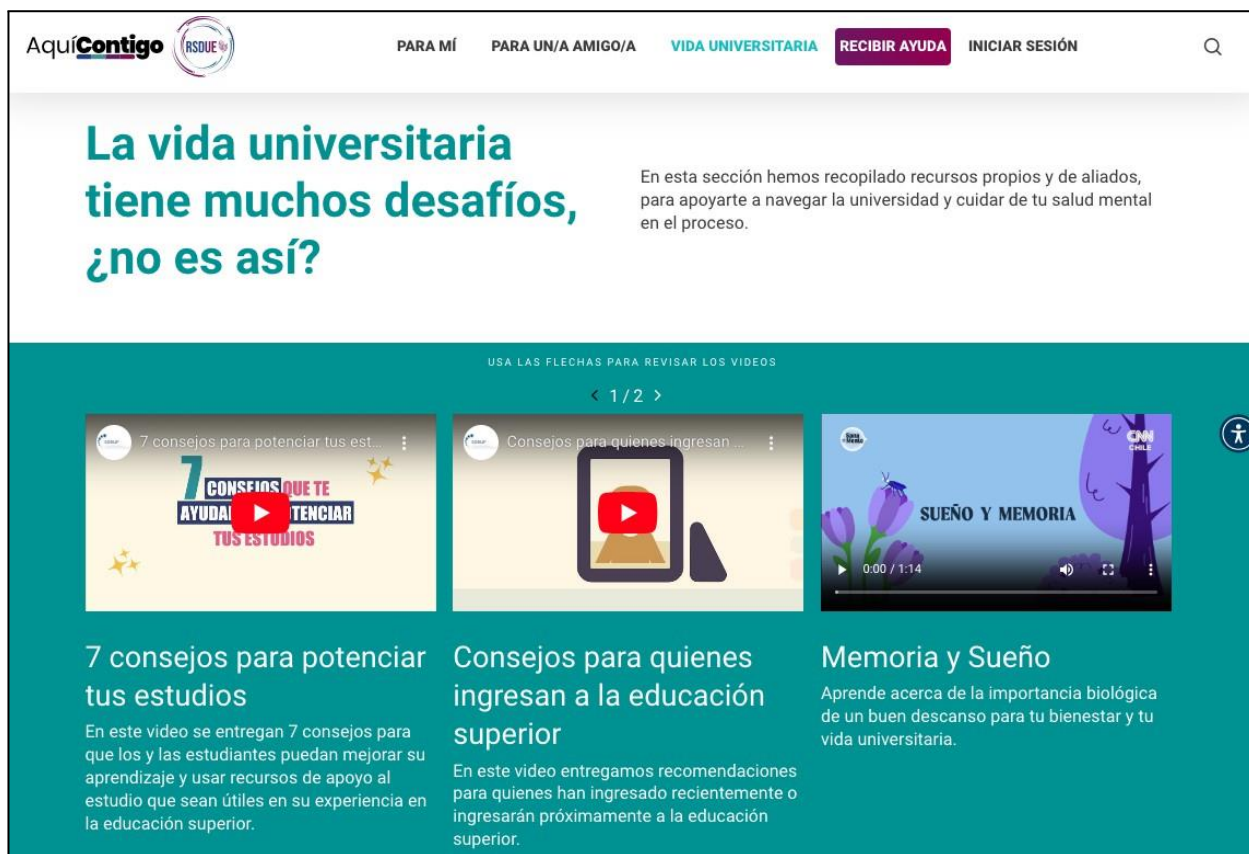 AquíContigo RSDUE
PARA MÍ PARA UN/A AMIGO/A VIDA UNIVERSITARIA RECIBIR AYUDA INICIAR SESIÓN
La vida universitaria
tiene muchos desafíos,
¿no es así?
En esta sección hemos recopilado recursos propios y de aliados,
para apoyarte a navegar la universidad y cuidar de tu salud mental
en el proceso.
USA LAS FLECHAS PARA REVISAR LOS VIDEOS
< 1 / 2 >
7 consejos para potenciar tus est...
7 CONSEJOS QUE TE
TUS ESTUDIOS
Consejos para quienes ingresan ...
CNN
CHILE
SUEÑO Y MEMORIA
0:00 / 1:14
7 consejos para potenciar
tus estudios
En este video se entregan 7 consejos para
que los y las estudiantes puedan mejorar su
aprendizaje y usar recursos de apoyo al
estudio que sean útiles en su experiencia en
la educación superior.
Consejos para quienes
ingresan a la educación
superior
En este video entregamos recomendaciones
para quienes han ingresado recientemente o
ingresarán próximamente a la educación
superior.
Memoria y Sueño
Aprende acerca de la importancia biológica
de un buen descanso para tu bienestar y tu
vida universitaria.